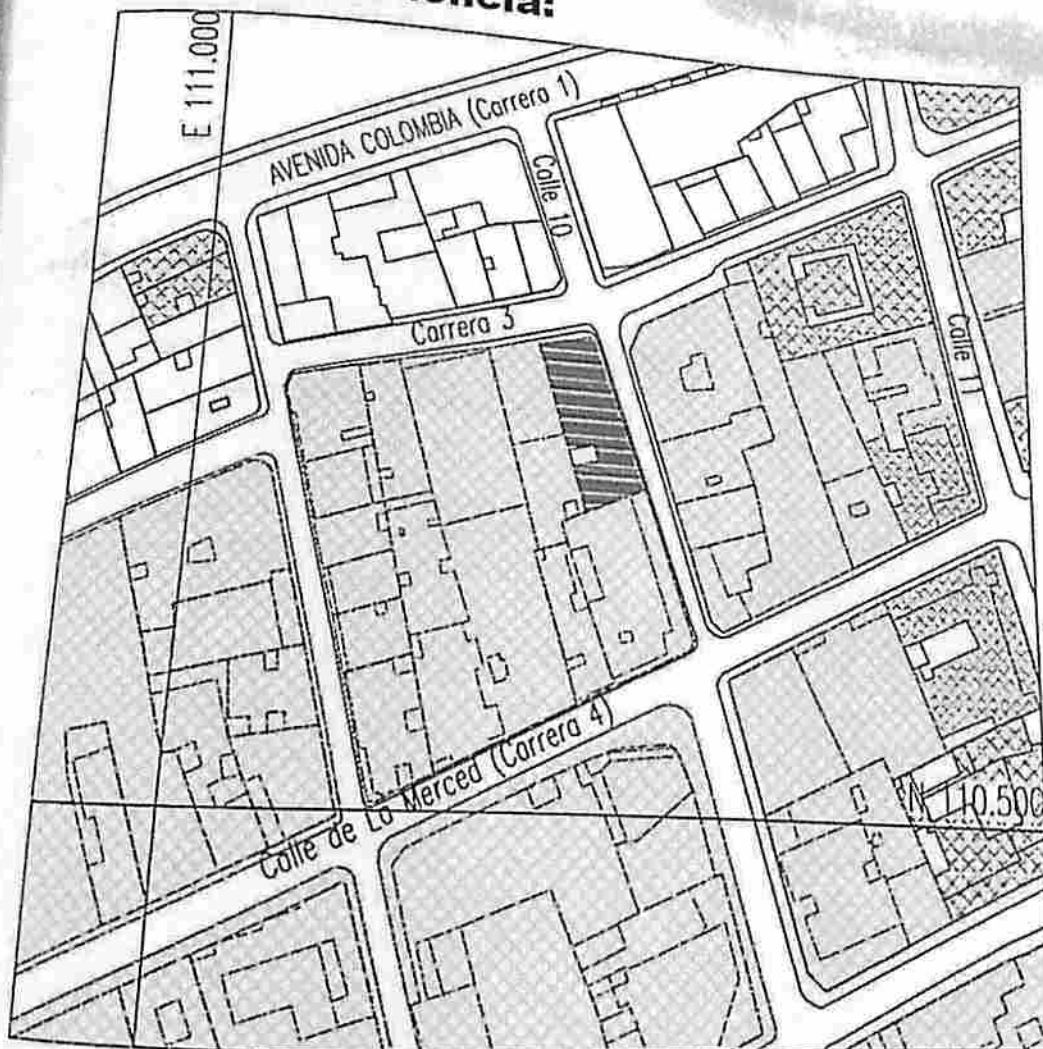 E 111.000
AVENIDA COLOMBIA (Carrera 1)
Calle 10
Carrera 3
Calle 11
Calle de La Merced (Carrera 4)
N 110.500